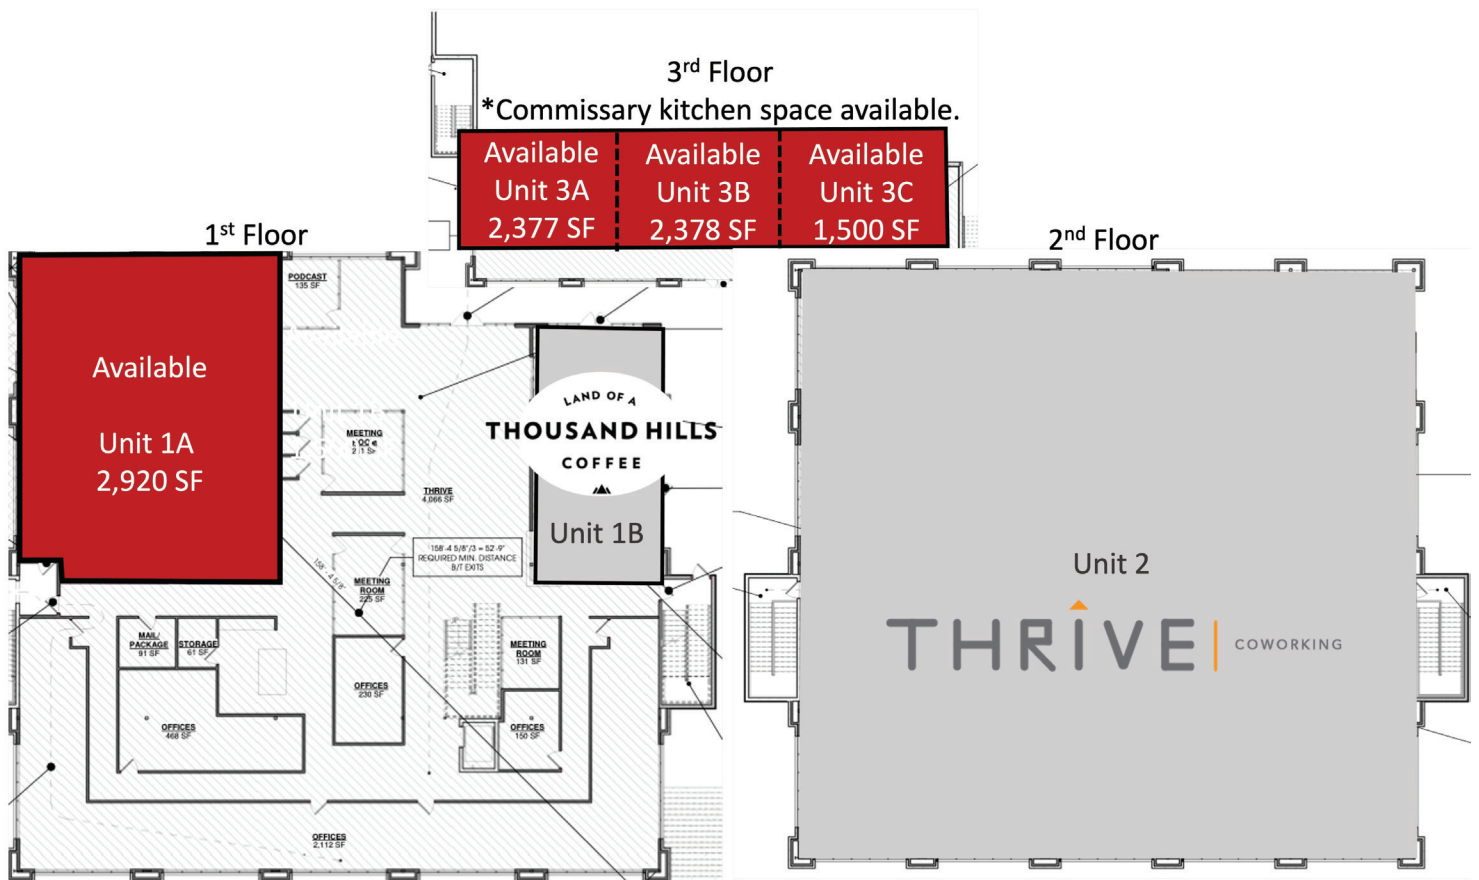 3rd Floor
*Commissary kitchen space available.
Available
Unit 3A
2,377 SF
Available
Unit 3B
2,378 SF
Available
Unit 3C
1,500 SF
1st Floor
Available
Unit 1A
2,920 SF
PODCAST
135 SF
MEETING
THRIVE
4,066 SF
158'-4 5/8"/3 = 52'-9"
REQUIRED MIN. DISTANCE
B/T EXITS
158'-4 5/8"
MEETING
ROOM
225 SF
LAND OF A
THOUSAND HILLS
COFFEE
Unit 1B
MAIL/
PACKAGE
91 SF
STORAGE
61 SF
OFFICES
468 SF
OFFICES
230 SF
MEETING
ROOM
131 SF
OFFICES
150 SF
OFFICES
2,112 SF
2nd Floor
Unit 2
THRIVE
COWORKING